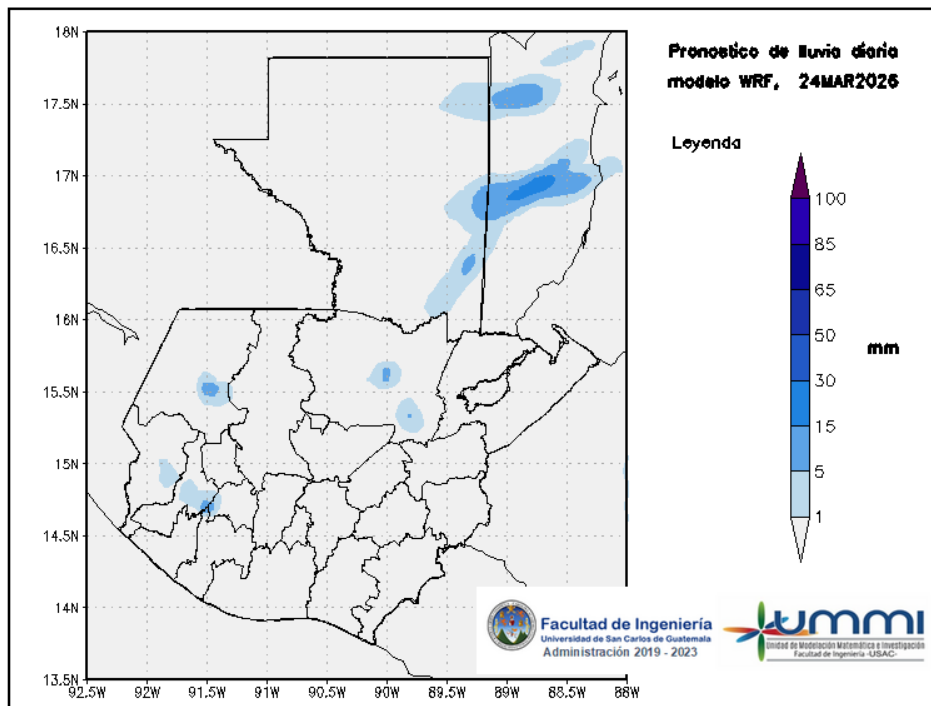 Pronostico de lluvia diaria
modelo WRF, 24MAR2026
Leyenda
100
85
65
50
30
15
5
1
mm
18N
17.5N
17N
16.5N
16N
15.5N
15N
14.5N
14N
13.5N
92.5W
92W
91.5W
91W
90.5W
90W
89.5W
89W
88.5W
88W
Facultad de Ingeniería
Universidad de San Carlos de Guatemala
Administración 2019 - 2023
ummi
Unidad de Modelación Matemática e Investigación
Facultad de Ingeniería -USAC-